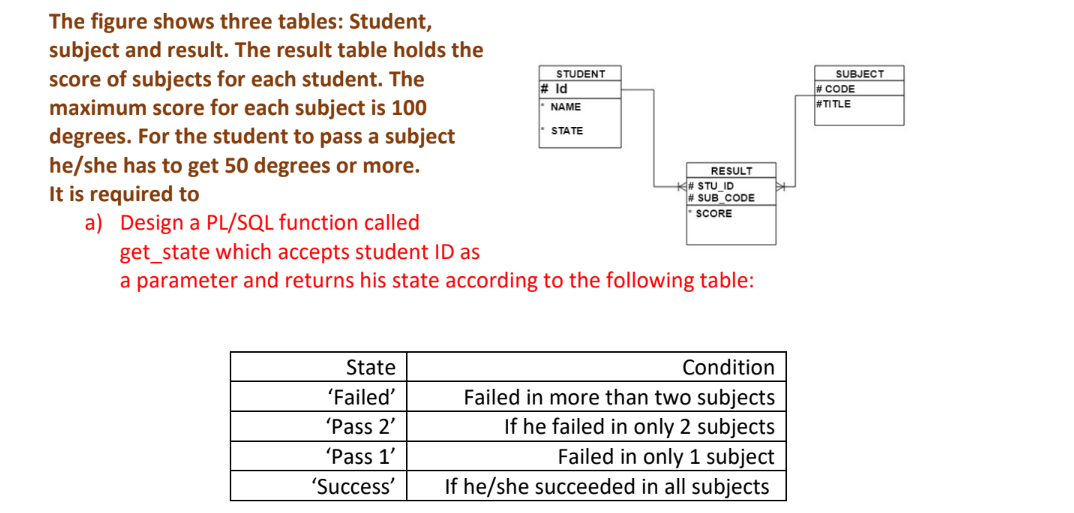 The figure shows three tables: Student,
subject and result. The result table holds the
score of subjects for each student. The
maximum score for each subject is 100
degrees. For the student to pass a subject
he/she has to get 50 degrees or more.
It is required to
a) Design a PL/SQL function called
get_state which accepts student ID as
a parameter and returns his state according to the following table:
STUDENT
# Id
* NAME
* STATE
SUBJECT
# CODE
#TITLE
RESULT
# STU_ID
# SUB_CODE
* SCORE
State Condition
‘Failed’ Failed in more than two subjects
‘Pass 2’ If he failed in only 2 subjects
‘Pass 1’ Failed in only 1 subject
‘Success’ If he/she succeeded in all subjects